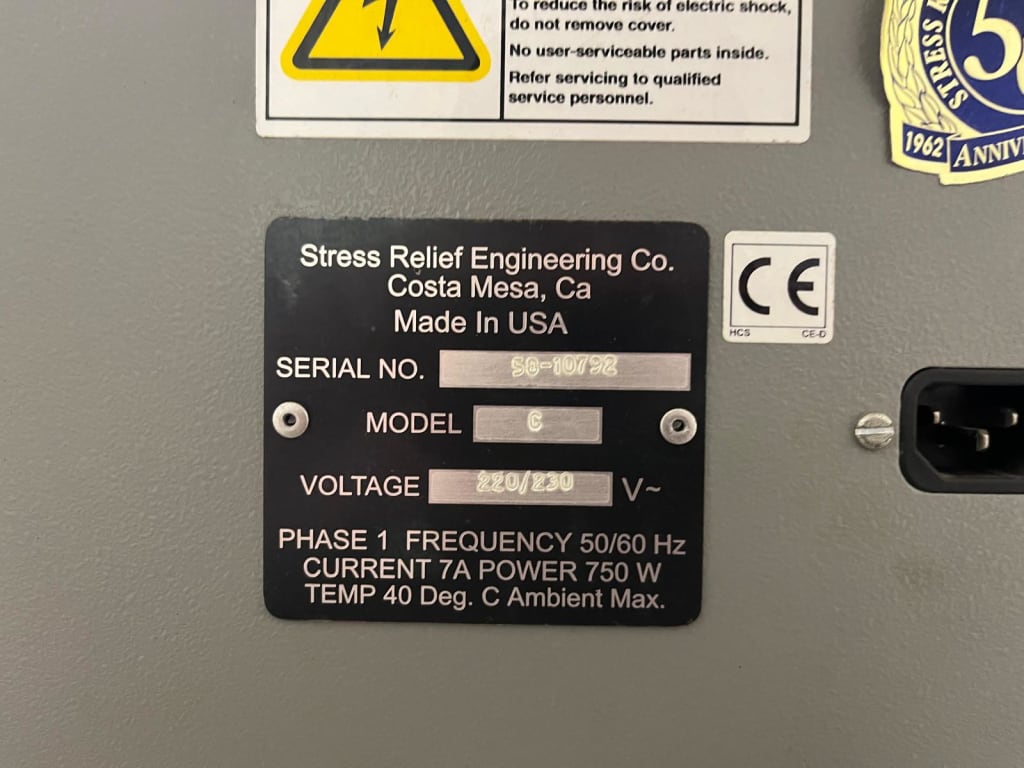 To reduce the risk of electric shock,
do not remove cover.
No user-serviceable parts inside.
Refer servicing to qualified
service personnel.
STRESS
1962
Stress Relief Engineering Co.
Costa Mesa, Ca
Made In USA
CE
HCS CE-D
SERIAL NO. 58-10792
MODEL C
VOLTAGE 220/230 V~
PHASE 1 FREQUENCY 50/60 Hz
CURRENT 7A POWER 750 W
TEMP 40 Deg. C Ambient Max.